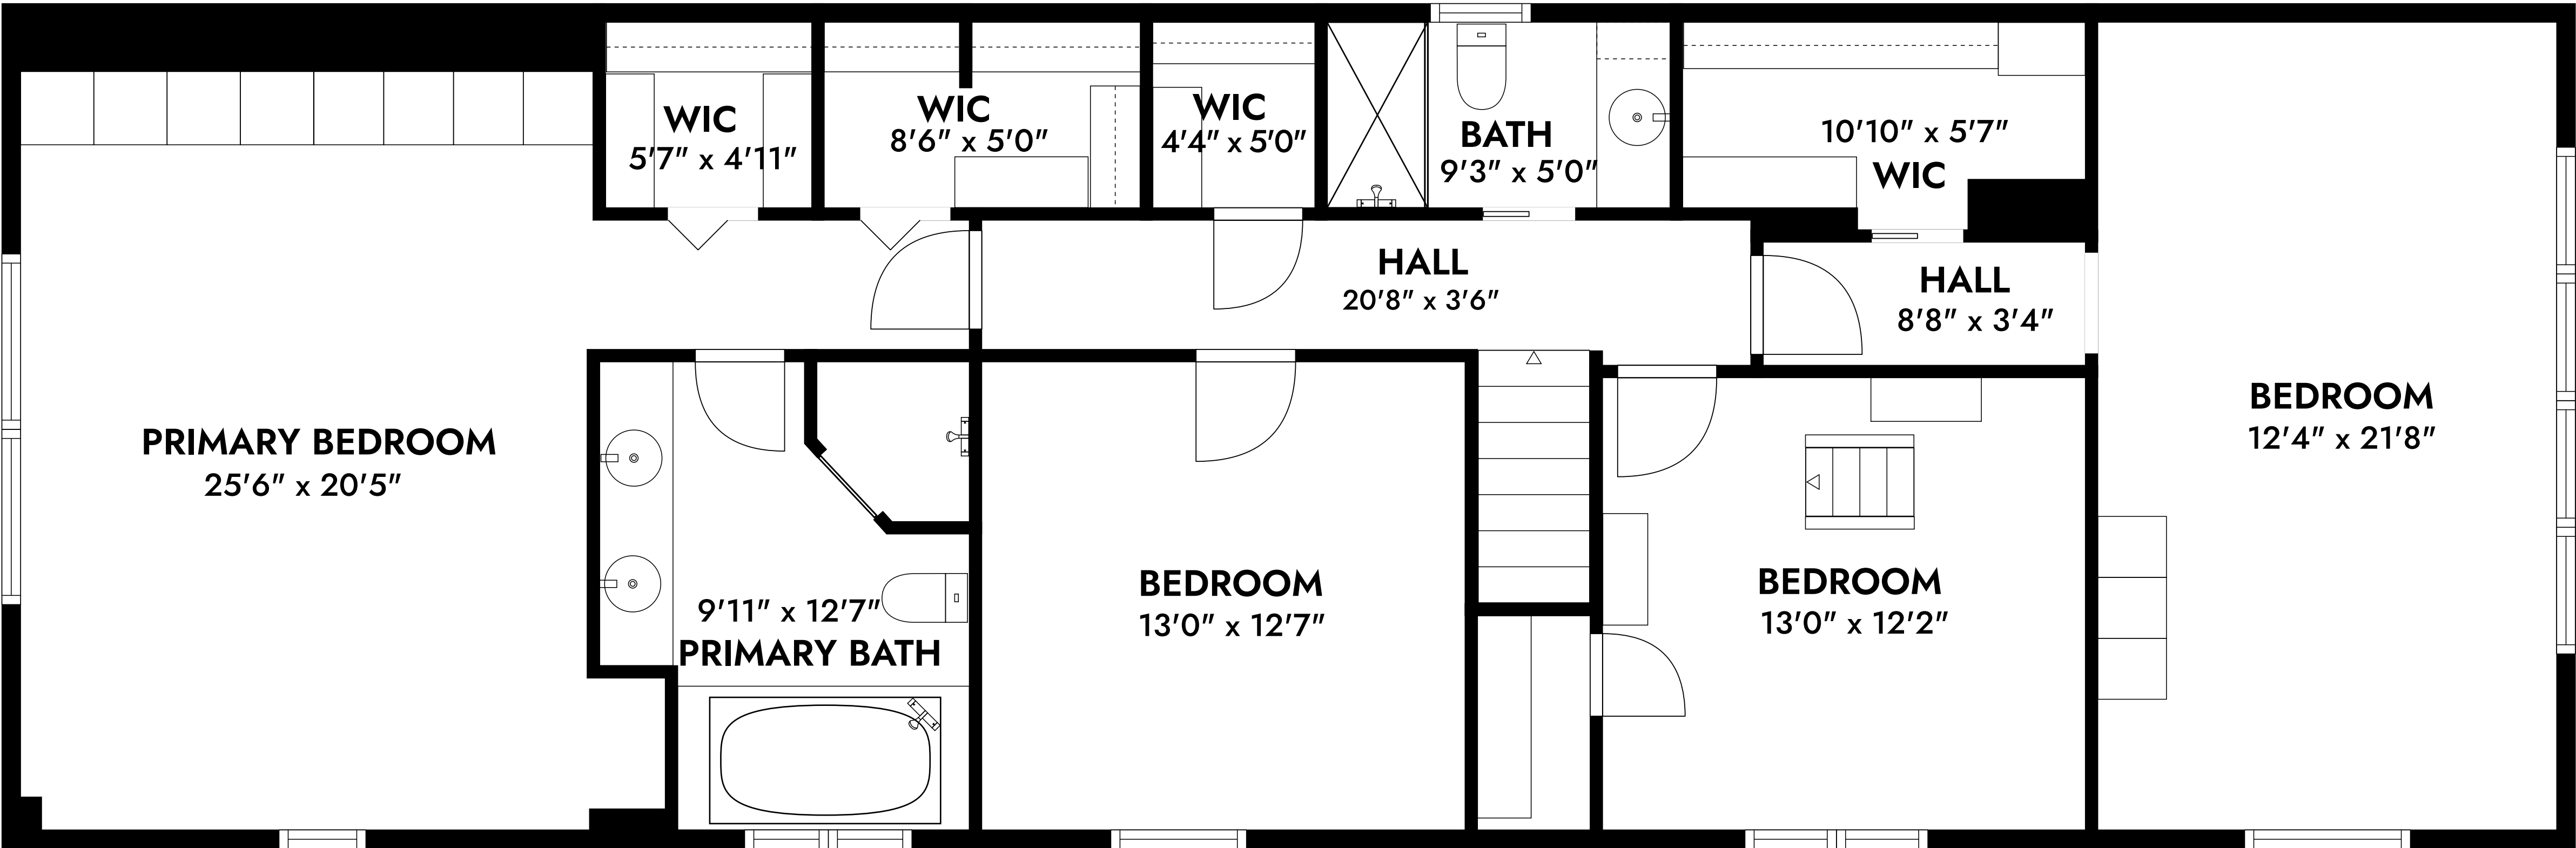 WIC
5'7" x 4'11"
WIC
8'6" x 5'0"
WIC
4'4" x 5'0"
BATH
9'3" x 5'0"
10'10" x 5'7"
WIC
HALL
20'8" x 3'6"
HALL
8'8" x 3'4"
PRIMARY BEDROOM
25'6" x 20'5"
9'11" x 12'7"
PRIMARY BATH
BEDROOM
13'0" x 12'7"
BEDROOM
13'0" x 12'2"
BEDROOM
12'4" x 21'8"